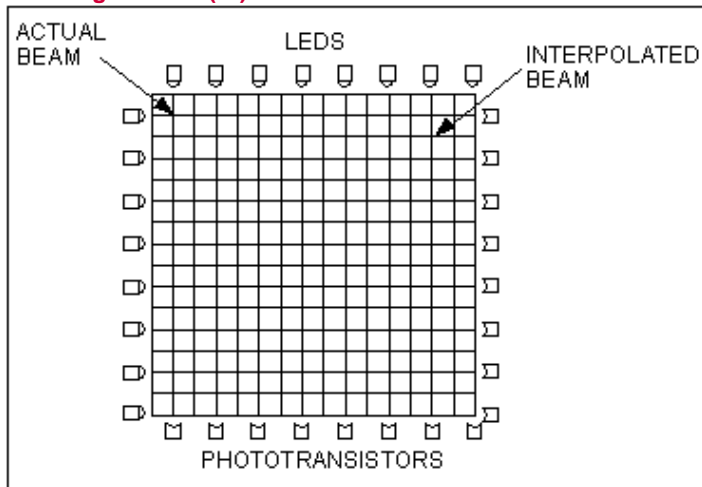 ACTUAL
BEAM
LEDS
INTERPOLATED
BEAM
PHOTOTRANSISTORS